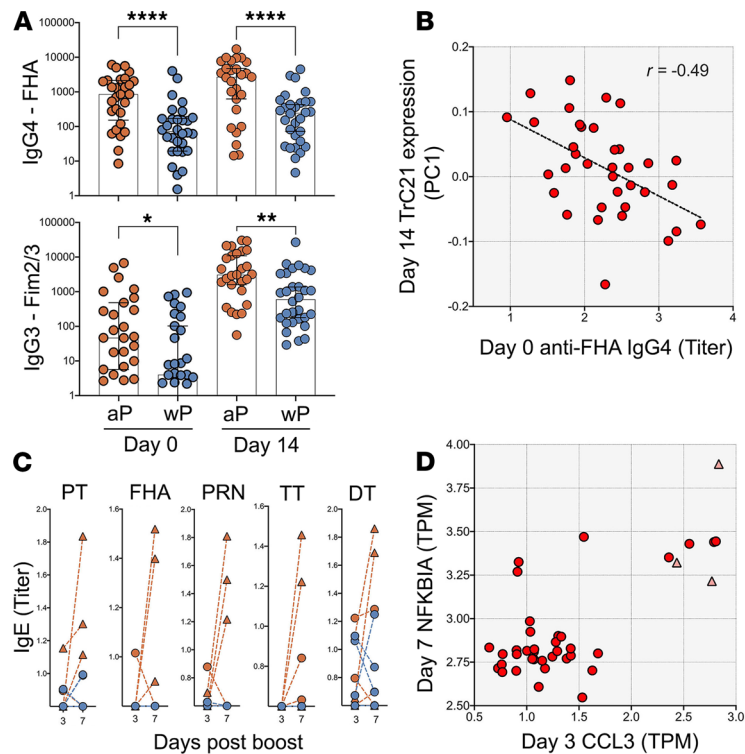 A
**** ****
IgG4 - FHA
100000
10000
1000
100
10
1
* **
IgG3 - Fim2/3
100000
10000
1000
100
10
1
aP wP aP wP
Day 0 Day 14
B
r = -0.49
Day 14 TrC21 expression
(PC1)
0.2
0.1
0.0
-0.1
-0.2
1 2 3 4
Day 0 anti-FHA IgG4 (Titer)
C
PT FHA PRN TT DT
IgE (Titer)
2.0
1.8
1.6
1.4
1.2
1.0
1.6
1.4
1.2
1.0
0.8
2.0
1.8
1.6
1.4
1.2
1.0
0.8
1.6
1.4
1.2
1.0
0.8
2.0
1.8
1.6
1.4
1.2
1.0
0.8
3 7 3 7 3 7 3 7 3 7
Days post boost
D
Day 7 NFKBIA (TPM)
4.00
3.75
3.50
3.25
3.00
2.75
2.50
0.5 1.0 1.5 2.0 2.5 3.0
Day 3 CCL3 (TPM)